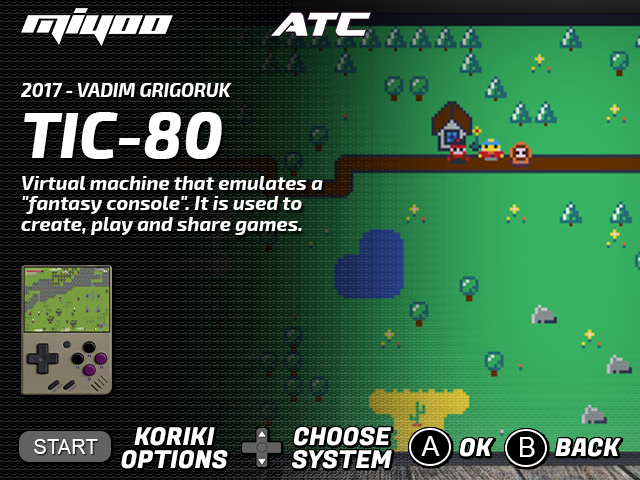 miyoo
ATC
2017 - VADIM GRIGORUK
TIC-80
Virtual machine that emulates a
"fantasy console". It is used to
create, play and share games.
START
KORIKI
OPTIONS
CHOOSE
SYSTEM
A OK
B BACK